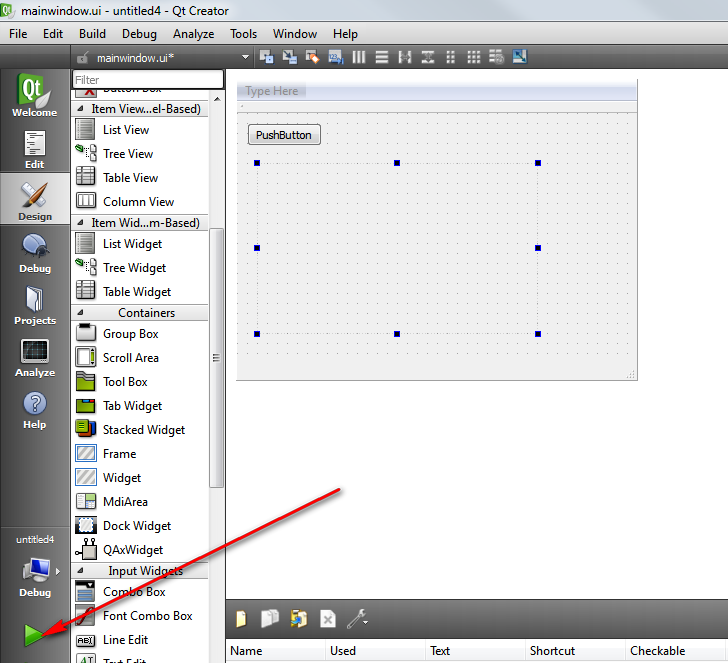 mainwindow.ui - untitled4 - Qt Creator
File Edit Build Debug Analyze Tools Window Help
mainwindow.ui*
Qt
Welcome
Edit
Design
Debug
Projects
Analyze
Help
untitled4
Debug
Filter
Button Box
Item View...el-Based)
List View
Tree View
Table View
Column View
Item Wid...m-Based)
List Widget
Tree Widget
Table Widget
Containers
Group Box
Scroll Area
Tool Box
Tab Widget
Stacked Widget
Frame
Widget
MdiArea
Dock Widget
QAxWidget
Input Widgets
Combo Box
Font Combo Box
Line Edit
Text Edit
Type Here
PushButton
Name Used Text Shortcut Checkable